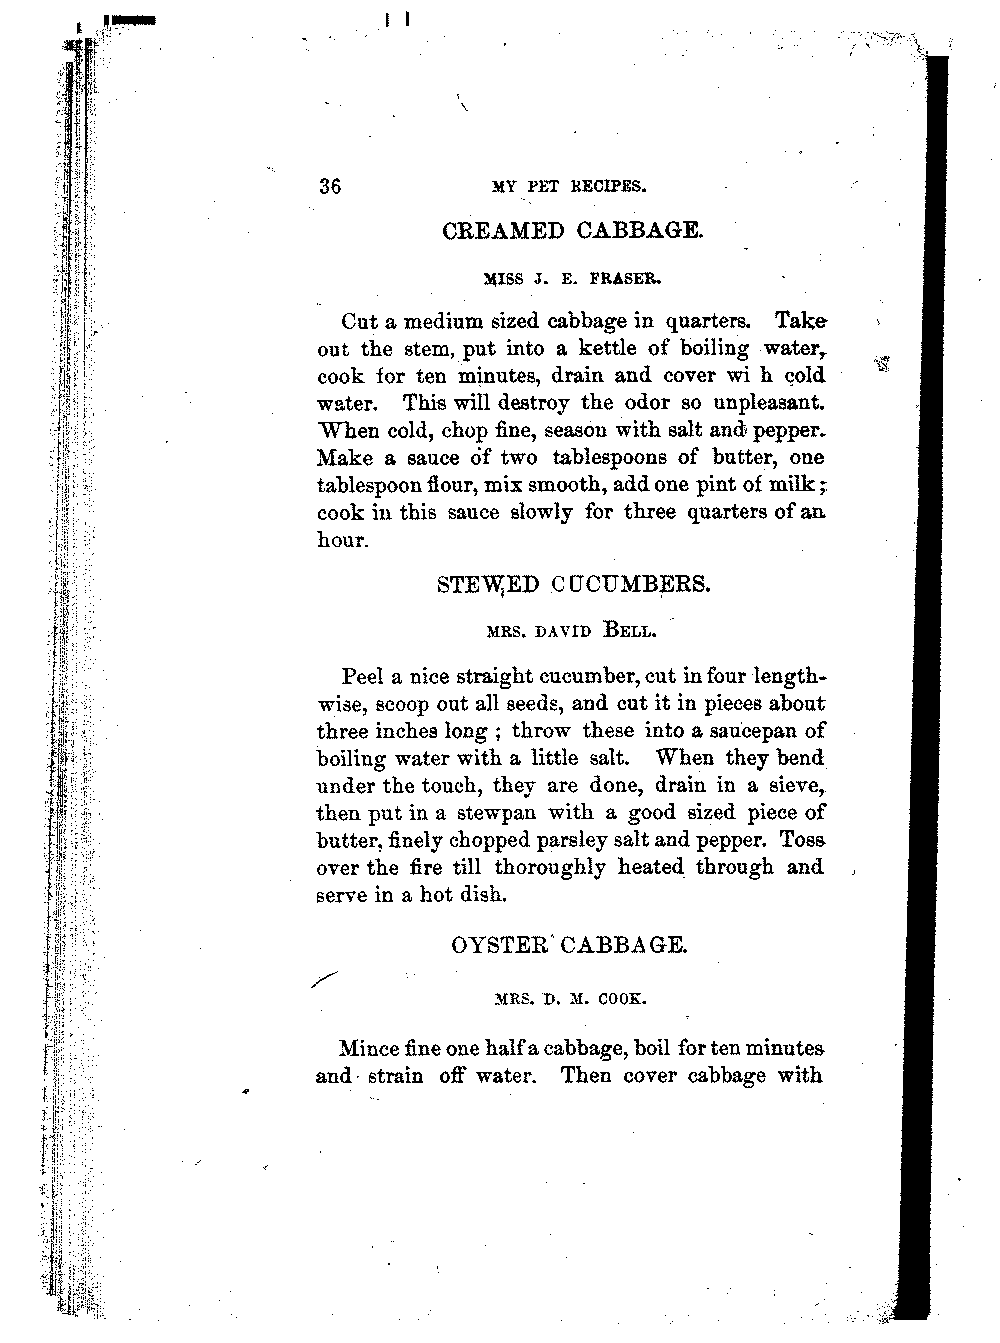 36 MY PET RECIPES.
CREAMED CABBAGE.
MISS J. E. FRASER.
Cut a medium sized cabbage in quarters. Take
out the stem, put into a kettle of boiling water,
cook for ten minutes, drain and cover wi h cold
water. This will destroy the odor so unpleasant.
When cold, chop fine, season with salt and pepper.
Make a sauce of two tablespoons of butter, one
tablespoon flour, mix smooth, add one pint of milk;
cook in this sauce slowly for three quarters of an
hour.
STEWED CUCUMBERS.
MRS. DAVID BELL.
Peel a nice straight cucumber, cut in four length-
wise, scoop out all seeds, and cut it in pieces about
three inches long ; throw these into a saucepan of
boiling water with a little salt. When they bend
under the touch, they are done, drain in a sieve,
then put in a stewpan with a good sized piece of
butter, finely chopped parsley salt and pepper. Toss
over the fire till thoroughly heated through and
serve in a hot dish.
OYSTER CABBAGE.
MRS. D. M. COOK.
Mince fine one half a cabbage, boil for ten minutes
and strain off water. Then cover cabbage with